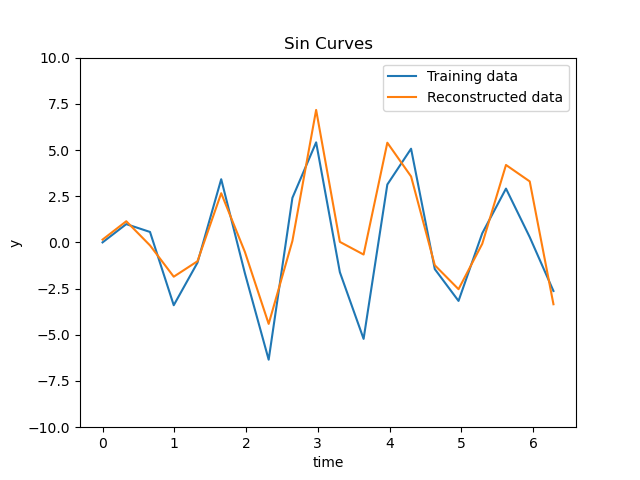 Sin Curves
Training data
Reconstructed data
10.0
7.5
5.0
2.5
0.0
−2.5
−5.0
−7.5
−10.0
y
0 1 2 3 4 5 6
time